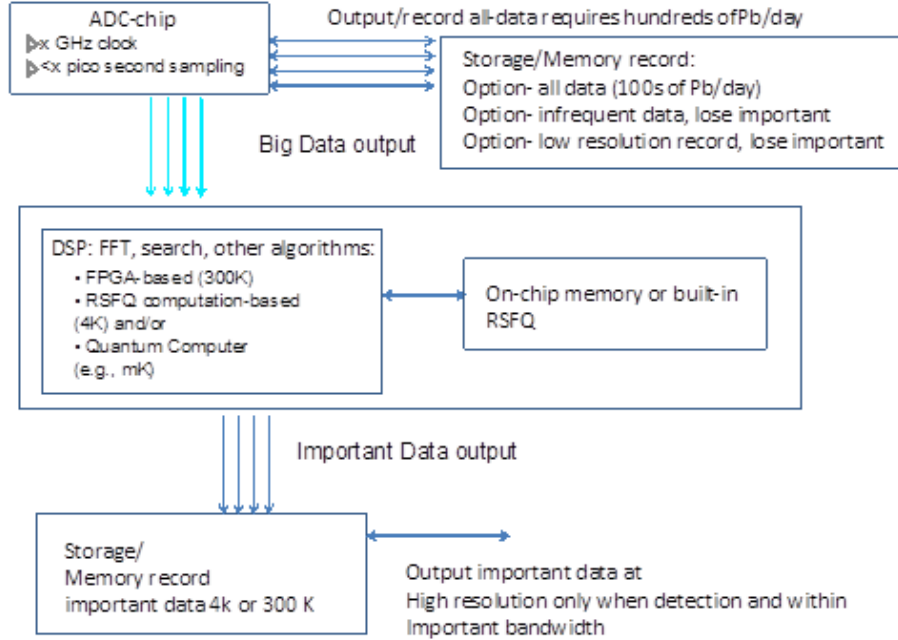 ADC-chip
x GHz clock
<x pico second sampling
Output/record all-data requires hundreds of Pb/day
Storage/Memory record:
Option- all data (100s of Pb/day)
Option- infrequent data, lose important
Option- low resolution record, lose important
Big Data output
DSP: FFT, search, other algorithms:
• FPGA-based (300K)
• RSFQ computation-based
(4K) and/or
• Quantum Computer
(e.g., mK)
On-chip memory or built-in
RSFQ
Important Data output
Storage/
Memory record
important data 4k or 300 K
Output important data at
High resolution only when detection and within
Important bandwidth